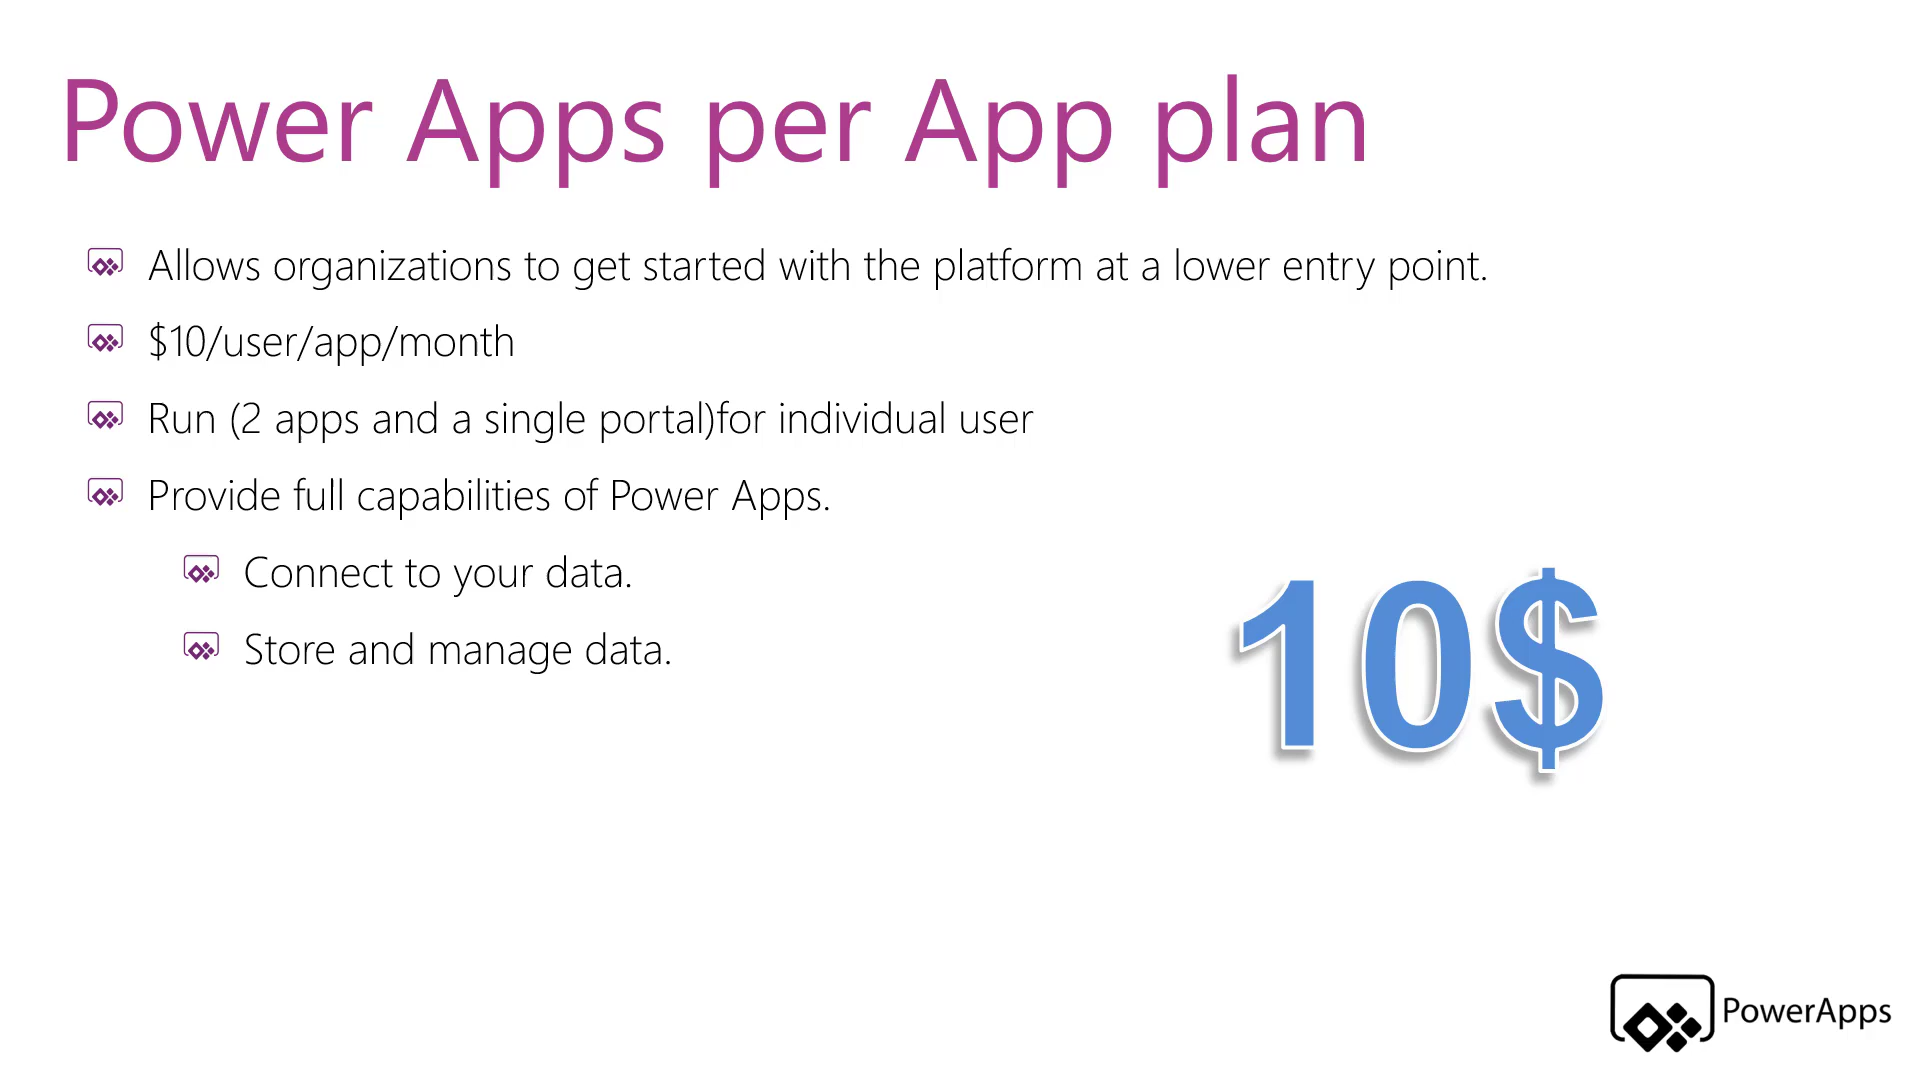 Power Apps per App plan
Allows organizations to get started with the platform at a lower entry point.
$10/user/app/month
Run (2 apps and a single portal)for individual user
Provide full capabilities of Power Apps.
Connect to your data.
Store and manage data.
10$
PowerApps